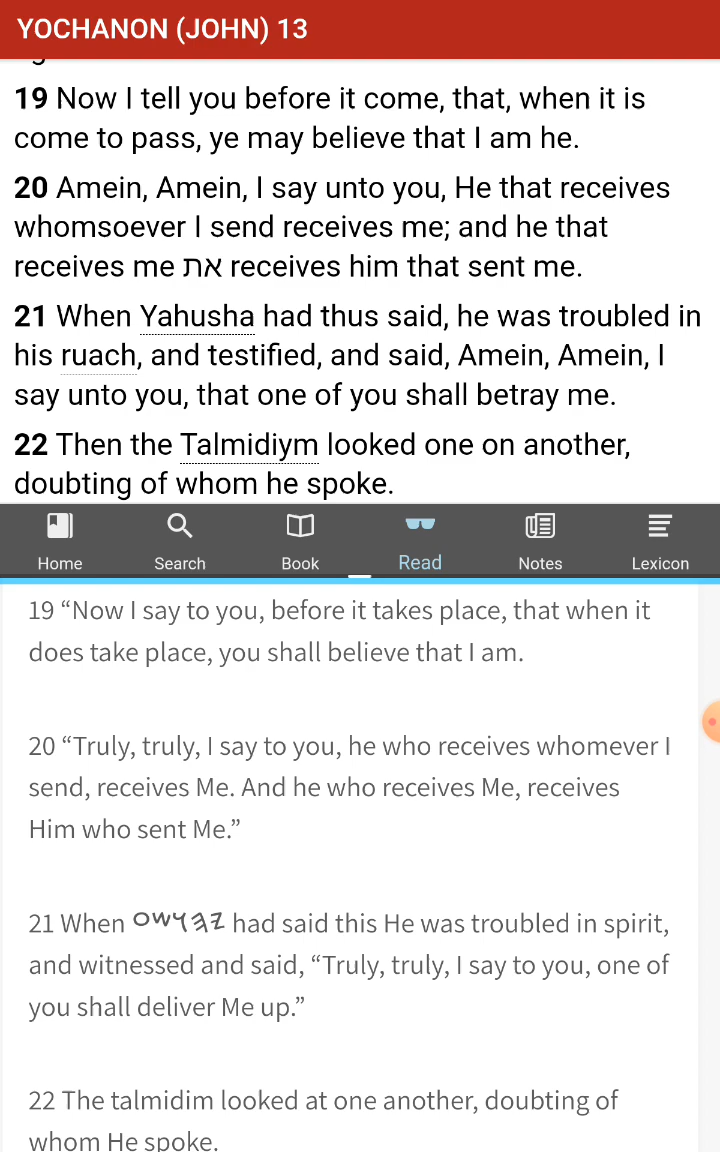 YOCHANON (JOHN) 13
19 Now I tell you before it come, that, when it is
come to pass, ye may believe that I am he.
20 Amein, Amein, I say unto you, He that receives
whomsoever I send receives me; and he that
receives me את receives him that sent me.
21 When Yahusha had thus said, he was troubled in
his ruach, and testified, and said, Amein, Amein, I
say unto you, that one of you shall betray me.
22 Then the Talmidiym looked one on another,
doubting of whom he spoke.
Home Search Book Read Notes Lexicon
19 “Now I say to you, before it takes place, that when it
does take place, you shall believe that I am.
20 “Truly, truly, I say to you, he who receives whomever I
send, receives Me. And he who receives Me, receives
Him who sent Me.”
21 When 𐤉𐤄𐤅𐤔𐤏 had said this He was troubled in spirit,
and witnessed and said, “Truly, truly, I say to you, one of
you shall deliver Me up.”
22 The talmidim looked at one another, doubting of
whom He spoke.